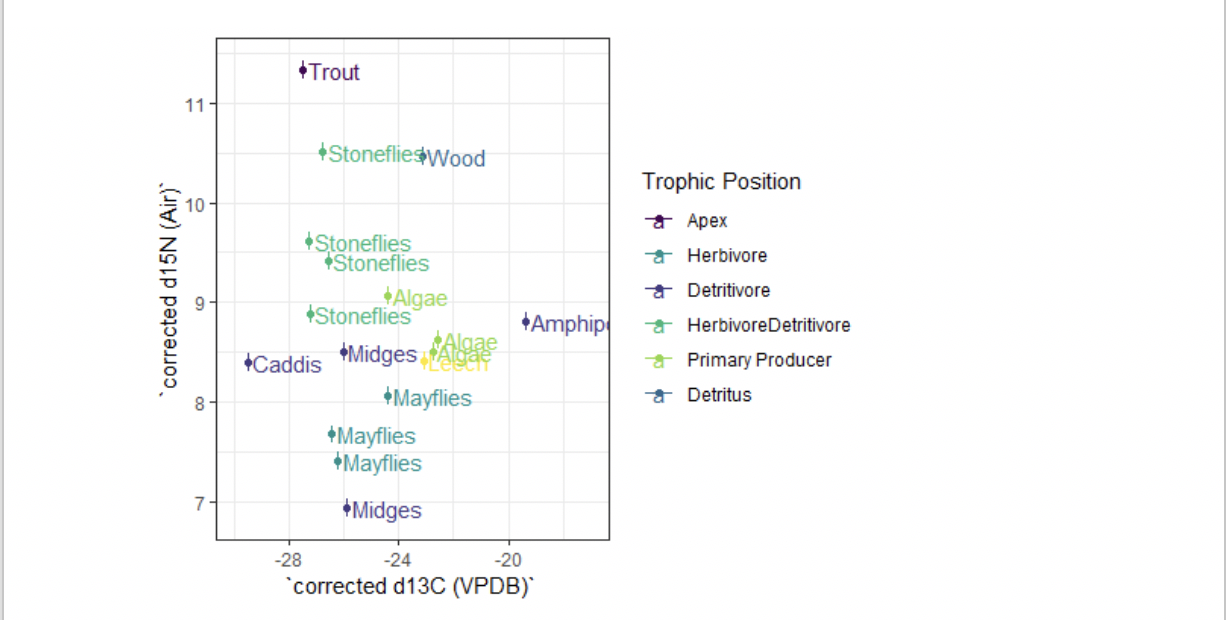 Trout
11
Stoneflies
Wood
10
Stoneflies
Stoneflies
Algae
9
Stoneflies
Amphipo
Algae
Algae
Midges
Leech
Caddis
Mayflies
8
Mayflies
Mayflies
Midges
7
-28 -24 -20
`corrected d13C (VPDB)`
`corrected d15N (Air)`
Trophic Position
a Apex
a Herbivore
a Detritivore
a HerbivoreDetritivore
a Primary Producer
a Detritus